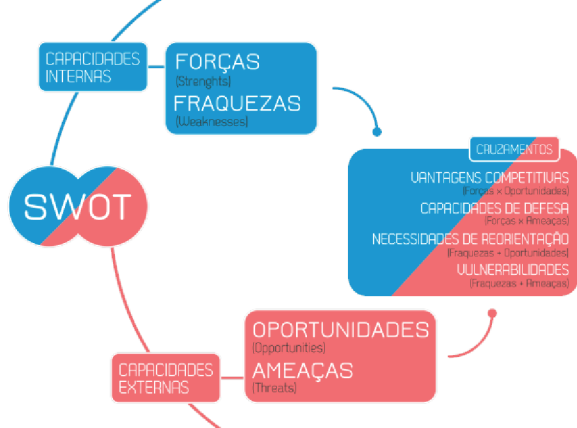 CAPACIDADES
INTERNAS
FORÇAS
(Strenghts)
FRAQUEZAS
(Weaknesses)
SWOT
CRUZAMENTOS
VANTAGENS COMPETITIVAS
(Forças x Oportunidades)
CAPACIDADES DE DEFESA
(Forças x Ameaças)
NECESSIDADES DE REORIENTAÇÃO
(Fraquezas + Oportunidades)
VULNERABILIDADES
(Fraquezas + Ameaças)
CAPACIDADES
EXTERNAS
OPORTUNIDADES
(Opportunities)
AMEAÇAS
(Threats)